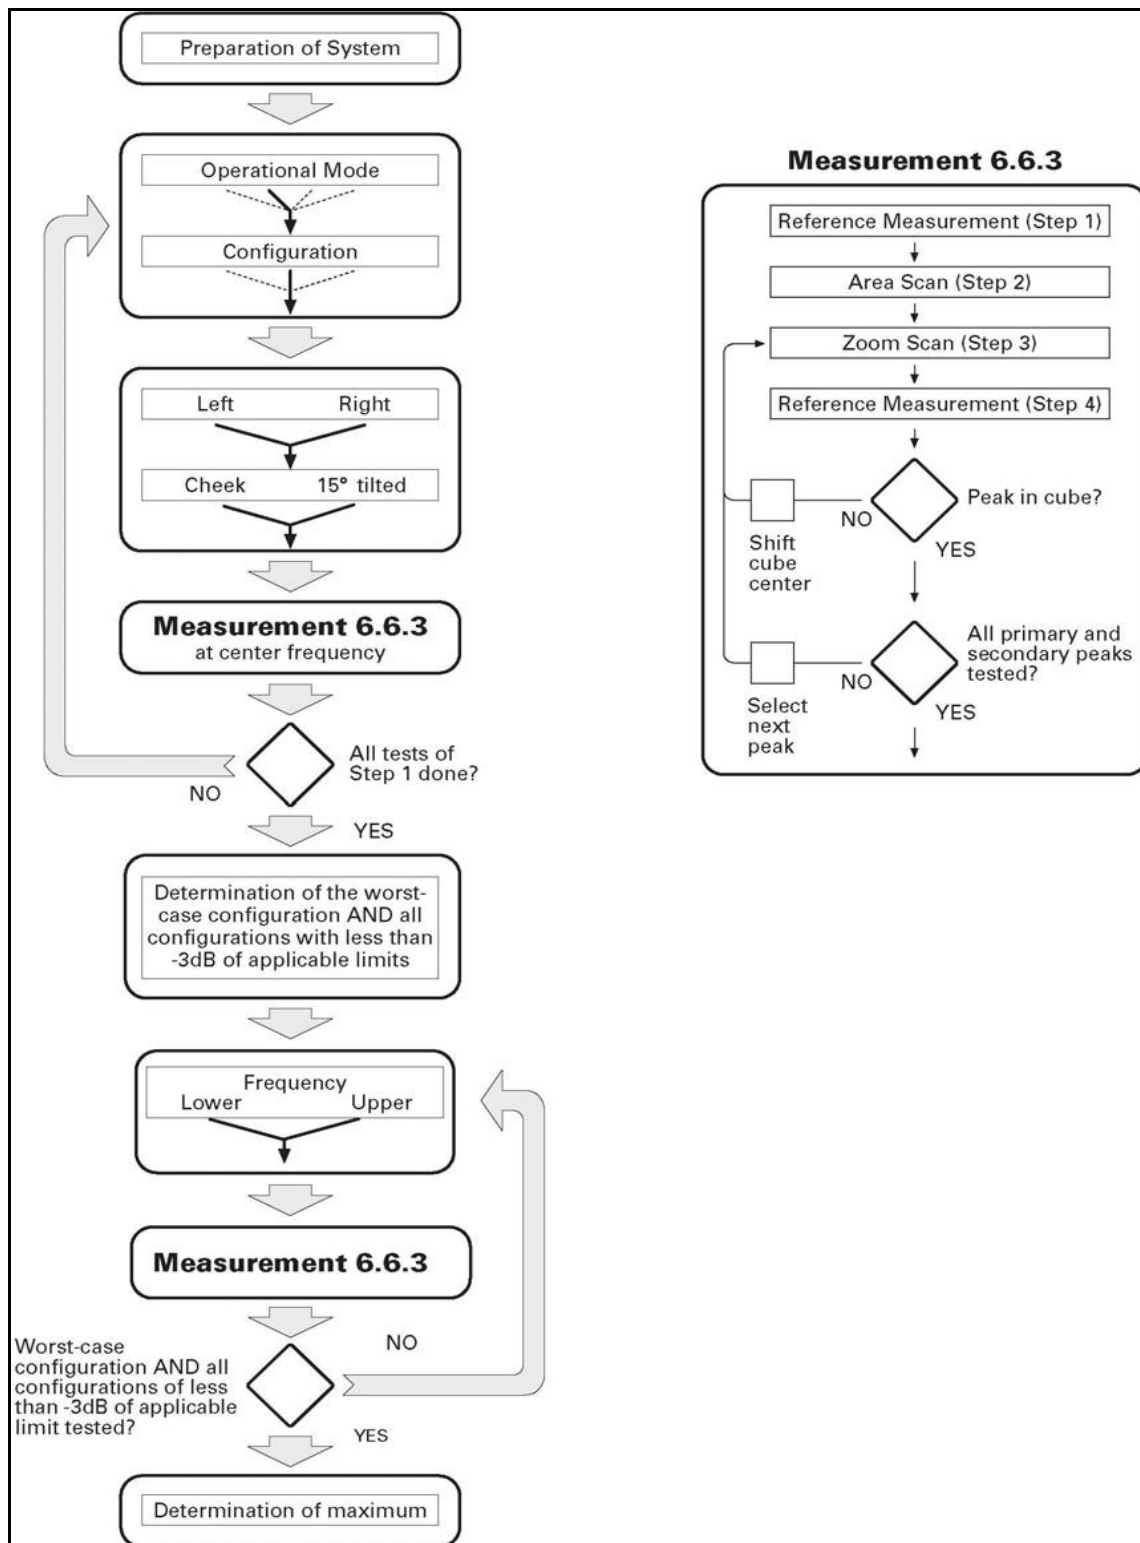 Preparation of System
Operational Mode
Configuration
Left Right
Cheek 15° tilted
Measurement 6.6.3
at center frequency
All tests of
Step 1 done?
NO
YES
Determination of the worst-
case configuration AND all
configurations with less than
-3dB of applicable limits
Frequency
Lower Upper
Measurement 6.6.3
NO
Worst-case
configuration AND all
configurations of less
than -3dB of applicable
limit tested?
YES
Determination of maximum
Measurement 6.6.3
Reference Measurement (Step 1)
Area Scan (Step 2)
Zoom Scan (Step 3)
Reference Measurement (Step 4)
Peak in cube?
NO
YES
Shift
cube
center
All primary and
secondary peaks
tested?
NO
YES
Select
next
peak